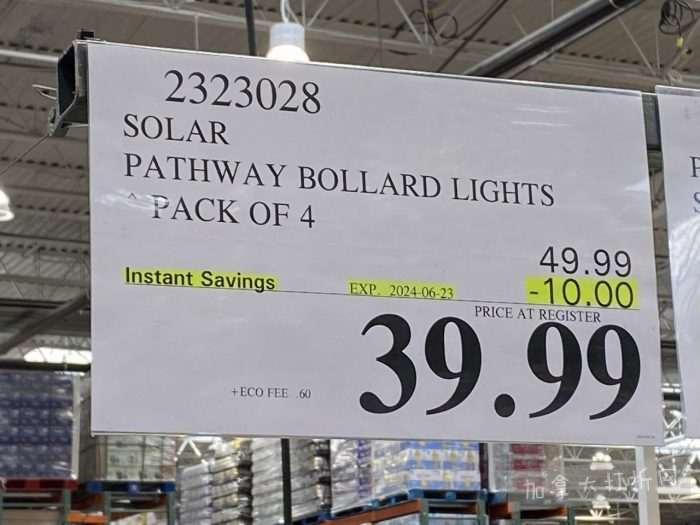 2323028
SOLAR
PATHWAY BOLLARD LIGHTS
^ PACK OF 4
49.99
Instant Savings EXP. 2024-06-23 -10.00
PRICE AT REGISTER
39.99
+ECO FEE .60
加拿大打折网